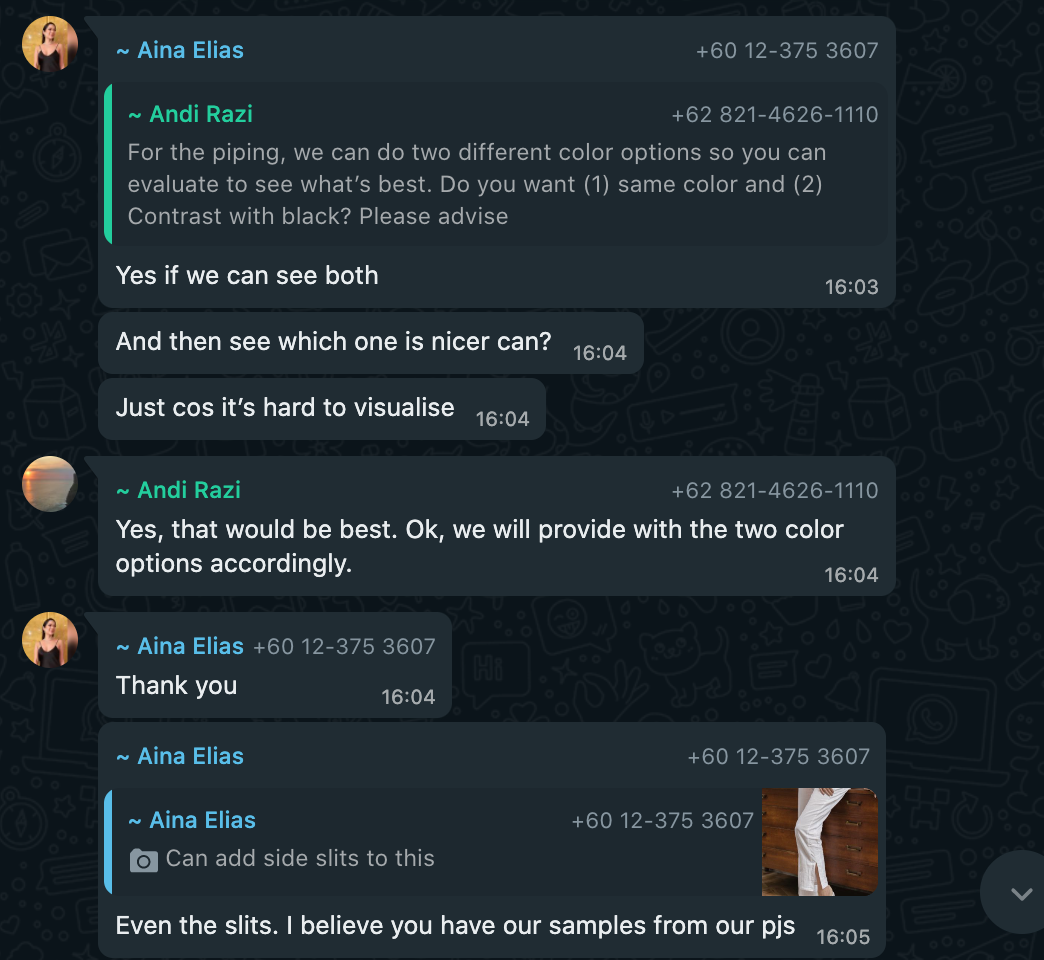 ~ Aina Elias +60 12-375 3607
~ Andi Razi +62 821-4626-1110
For the piping, we can do two different color options so you can
evaluate to see what’s best. Do you want (1) same color and (2)
Contrast with black? Please advise
Yes if we can see both
16:03
And then see which one is nicer can? 16:04
Just cos it’s hard to visualise 16:04
~ Andi Razi +62 821-4626-1110
Yes, that would be best. Ok, we will provide with the two color
options accordingly.
16:04
~ Aina Elias +60 12-375 3607
Thank you 16:04
~ Aina Elias +60 12-375 3607
~ Aina Elias +60 12-375 3607
Can add side slits to this
Even the slits. I believe you have our samples from our pjs 16:05